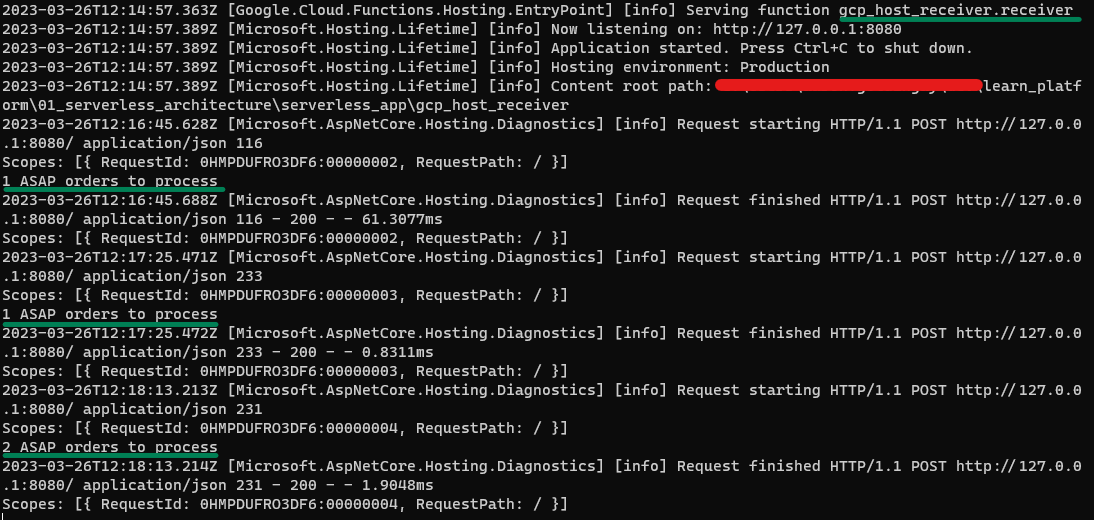 2023-03-26T12:14:57.363Z [Google.Cloud.Functions.Hosting.EntryPoint] [info] Serving function gcp_host_receiver.receiver
2023-03-26T12:14:57.389Z [Microsoft.Hosting.Lifetime] [info] Now listening on: http://127.0.0.1:8080
2023-03-26T12:14:57.389Z [Microsoft.Hosting.Lifetime] [info] Application started. Press Ctrl+C to shut down.
2023-03-26T12:14:57.389Z [Microsoft.Hosting.Lifetime] [info] Hosting environment: Production
2023-03-26T12:14:57.389Z [Microsoft.Hosting.Lifetime] [info] Content root path: \learn_platf
orm\01_serverless_architecture\serverless_app\gcp_host_receiver
2023-03-26T12:16:45.628Z [Microsoft.AspNetCore.Hosting.Diagnostics] [info] Request starting HTTP/1.1 POST http://127.0.0
.1:8080/ application/json 116
Scopes: [{ RequestId: 0HMPDUFRO3DF6:00000002, RequestPath: / }]
1 ASAP orders to process
2023-03-26T12:16:45.688Z [Microsoft.AspNetCore.Hosting.Diagnostics] [info] Request finished HTTP/1.1 POST http://127.0.0
.1:8080/ application/json 116 - 200 - - 61.3077ms
Scopes: [{ RequestId: 0HMPDUFRO3DF6:00000002, RequestPath: / }]
2023-03-26T12:17:25.471Z [Microsoft.AspNetCore.Hosting.Diagnostics] [info] Request starting HTTP/1.1 POST http://127.0.0
.1:8080/ application/json 233
Scopes: [{ RequestId: 0HMPDUFRO3DF6:00000003, RequestPath: / }]
1 ASAP orders to process
2023-03-26T12:17:25.472Z [Microsoft.AspNetCore.Hosting.Diagnostics] [info] Request finished HTTP/1.1 POST http://127.0.0
.1:8080/ application/json 233 - 200 - - 0.8311ms
Scopes: [{ RequestId: 0HMPDUFRO3DF6:00000003, RequestPath: / }]
2023-03-26T12:18:13.213Z [Microsoft.AspNetCore.Hosting.Diagnostics] [info] Request starting HTTP/1.1 POST http://127.0.0
.1:8080/ application/json 231
Scopes: [{ RequestId: 0HMPDUFRO3DF6:00000004, RequestPath: / }]
2 ASAP orders to process
2023-03-26T12:18:13.214Z [Microsoft.AspNetCore.Hosting.Diagnostics] [info] Request finished HTTP/1.1 POST http://127.0.0
.1:8080/ application/json 231 - 200 - - 1.9048ms
Scopes: [{ RequestId: 0HMPDUFRO3DF6:00000004, RequestPath: / }]